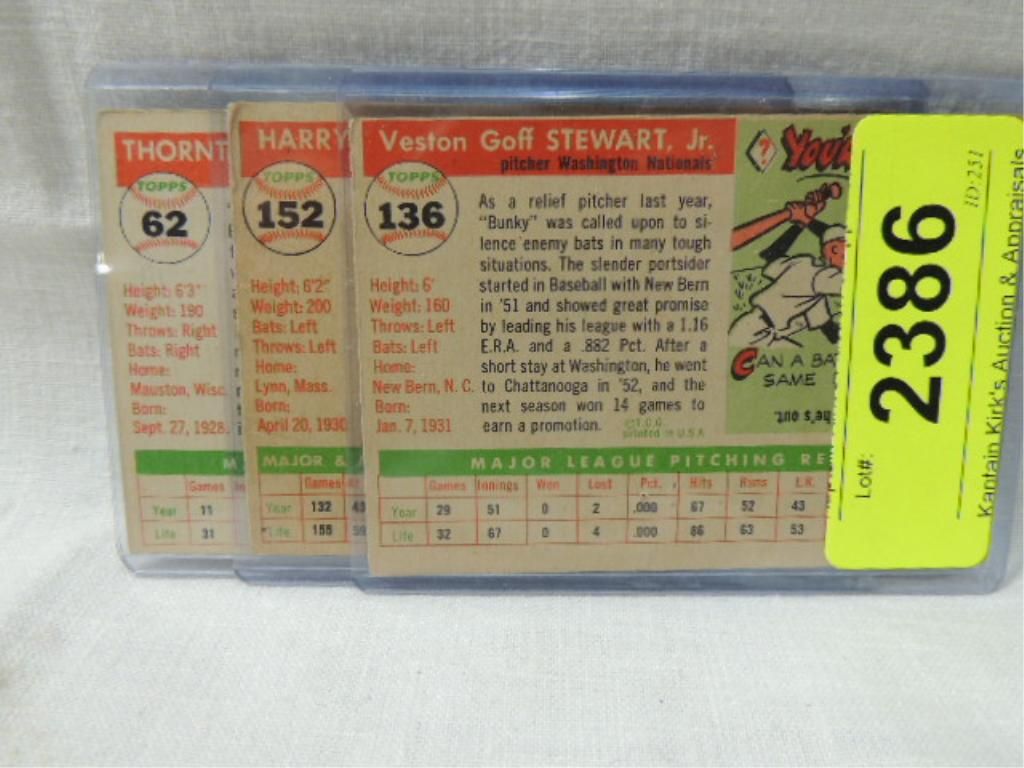 THORNT
TOPPS
62
Height: 6'3"
Weight: 190
Throws: Right
Bats: Right
Home:
Mauston, Wisc.
Born:
Sept. 27, 1928
M
Games In
Year 11
Life 31
HARRY
TOPPS
152
Height: 6'2"
Weight: 200
Bats: Left
Throws: Left
Home:
Lynn, Mass.
Born:
April 20, 1930
MAJOR &
Games
Year 132 43
*Life 155 59
Veston Goff STEWART, Jr.
pitcher Washington Nationals
TOPPS
136
Height: 6'
Weight: 160
Throws: Left
Bats: Left
Home:
New Bern, N. C.
Born:
Jan. 7, 1931
As a relief pitcher last year,
"Bunky" was called upon to si-
lence enemy bats in many tough
situations. The slender portsider
started in Baseball with New Bern
in '51 and showed great promise
by leading his league with a 1.16
E.R.A. and a .882 Pct. After a
short stay at Washington, he went
to Chattanooga in '52, and the
next season won 14 games to
earn a promotion.
©T.C.G.
printed in U.S.A
?
You'
CAN A BAT
SAME
he's out
MAJOR LEAGUE PITCHING RE
Games Innings Won Lost Pct. Hits Runs E.R.
Year 29 51 0 2 .000 67 52 43
Life 32 67 0 4 .000 86 63 53
Lot#:
2386
ID:251
Kaptain Kirk's Auction & Appraisals